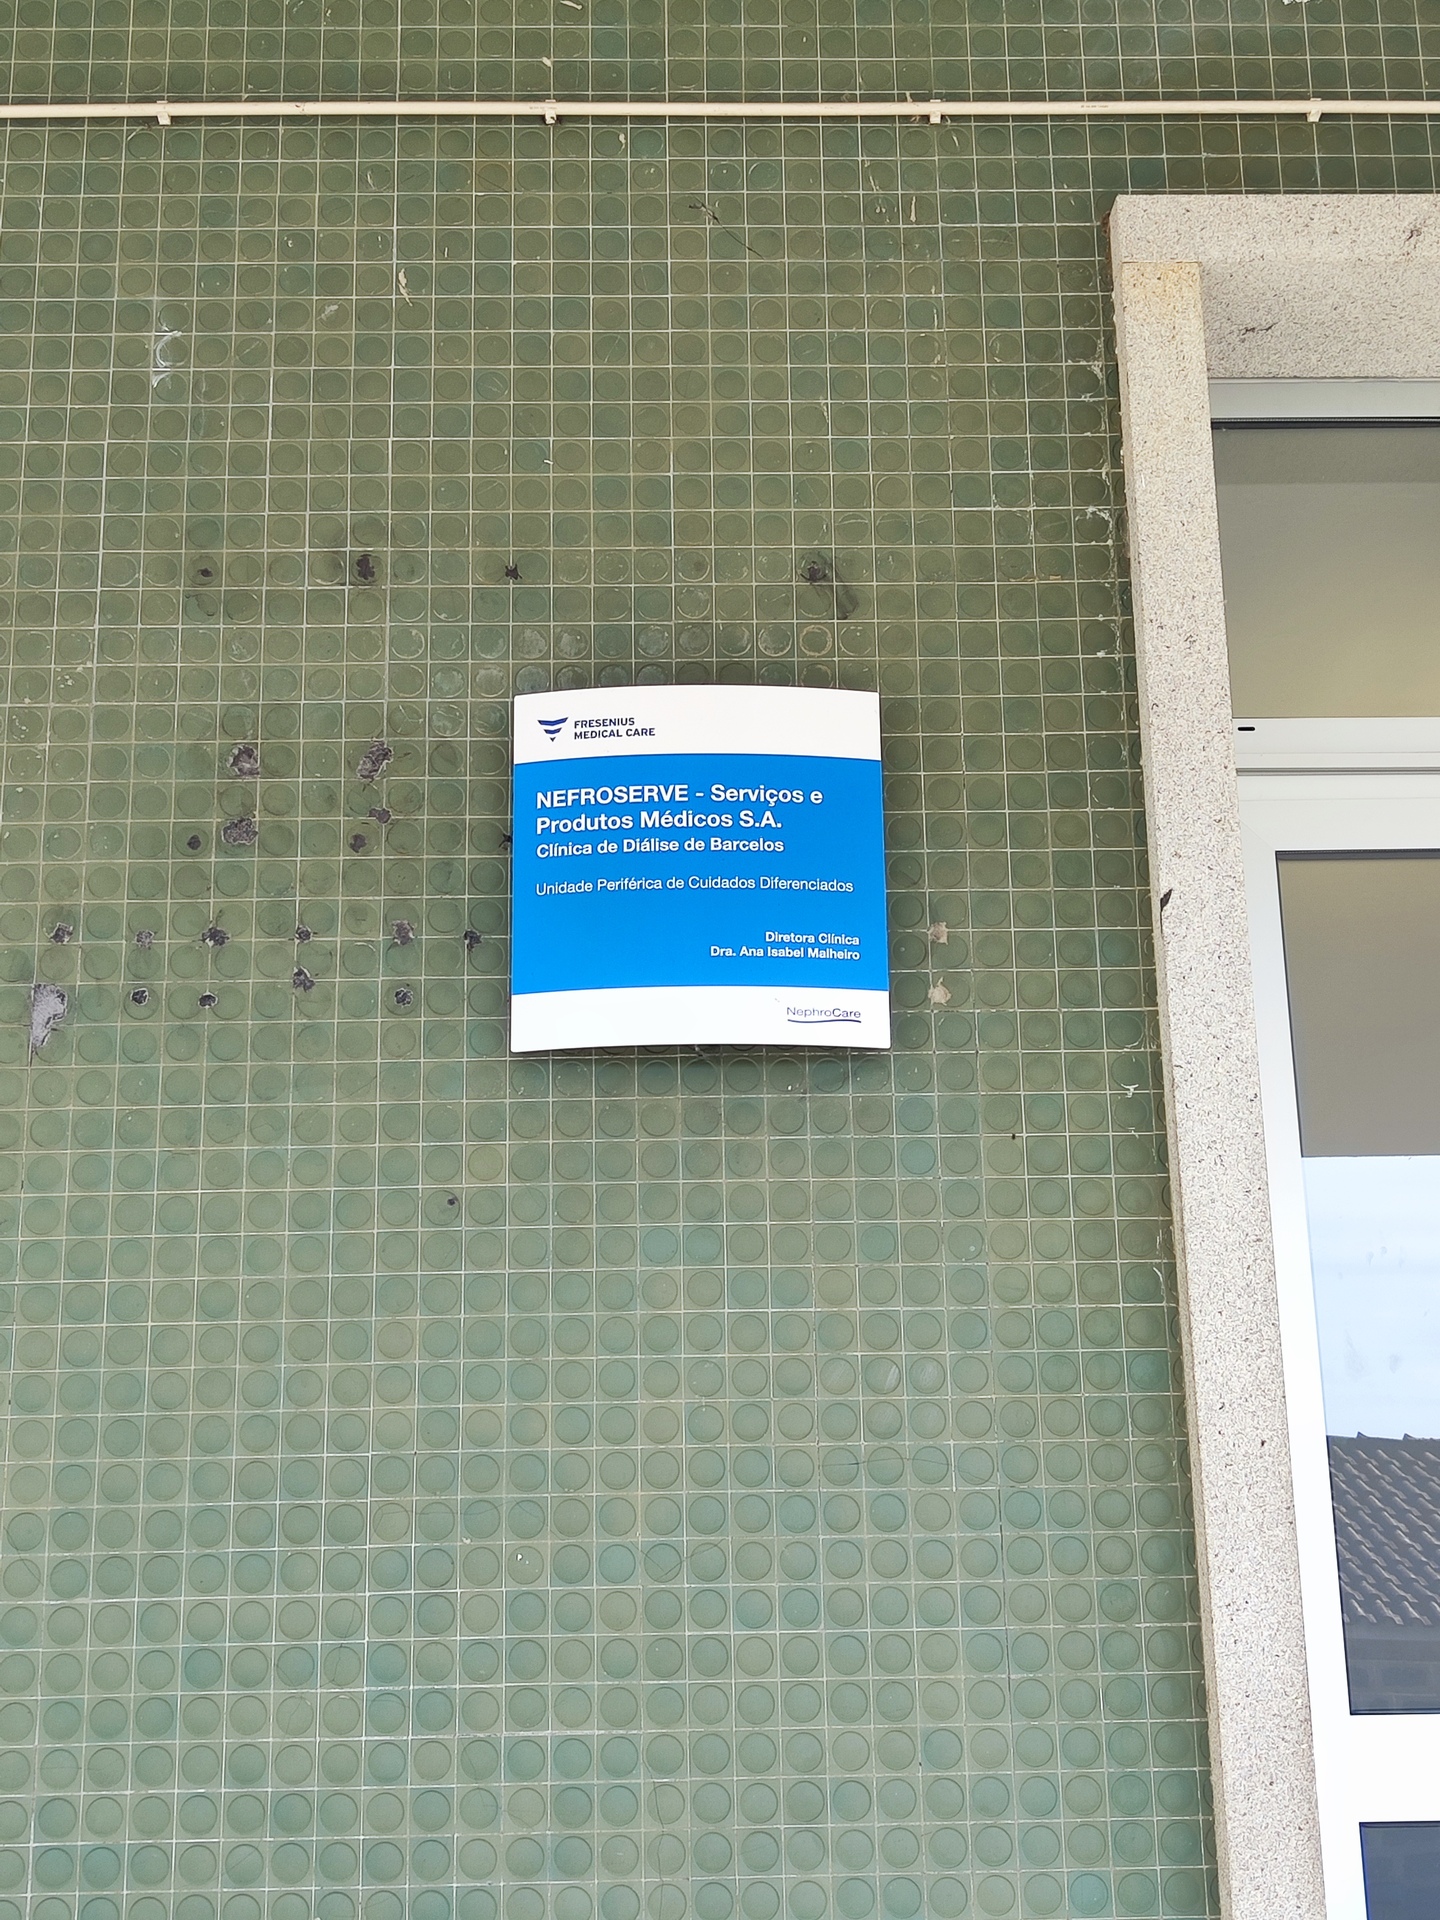 FRESENIUS
MEDICAL CARE
NEFROSERVE - Serviços e
Produtos Médicos S.A.
Clínica de Diálise de Barcelos
Unidade Periférica de Cuidados Diferenciados
Diretora Clínica
Dra. Ana Isabel Malheiro
NephroCare